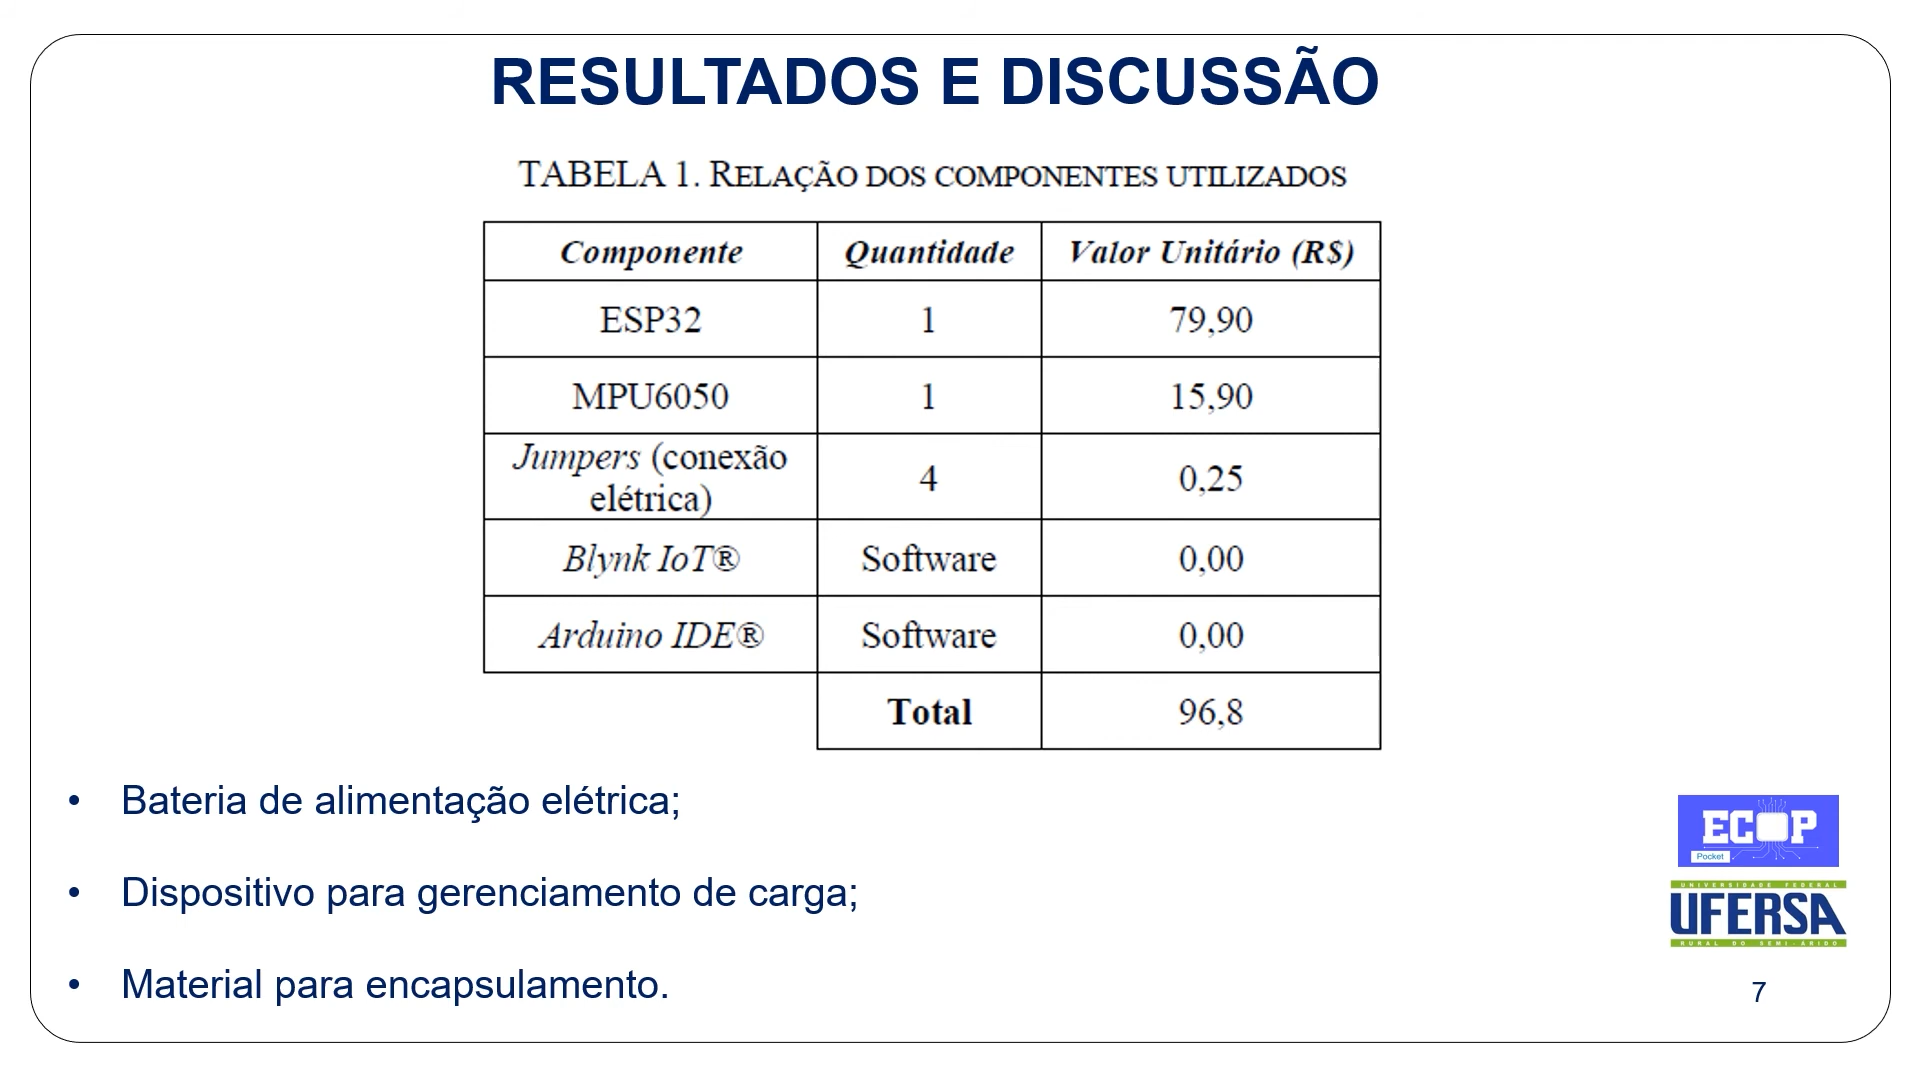 RESULTADOS E DISCUSSÃO
TABELA 1. RELAÇÃO DOS COMPONENTES UTILIZADOS
Componente Quantidade Valor Unitário (R$)
ESP32 1 79,90
MPU6050 1 15,90
Jumpers (conexão
elétrica) 4 0,25
Blynk IoT® Software 0,00
Arduino IDE® Software 0,00
Total 96,8
• Bateria de alimentação elétrica;
• Dispositivo para gerenciamento de carga;
• Material para encapsulamento.
ECOP
Pocket
UNIVERSIDADE FEDERAL
UFERSA
RURAL DO SEMI-ÁRIDO
7